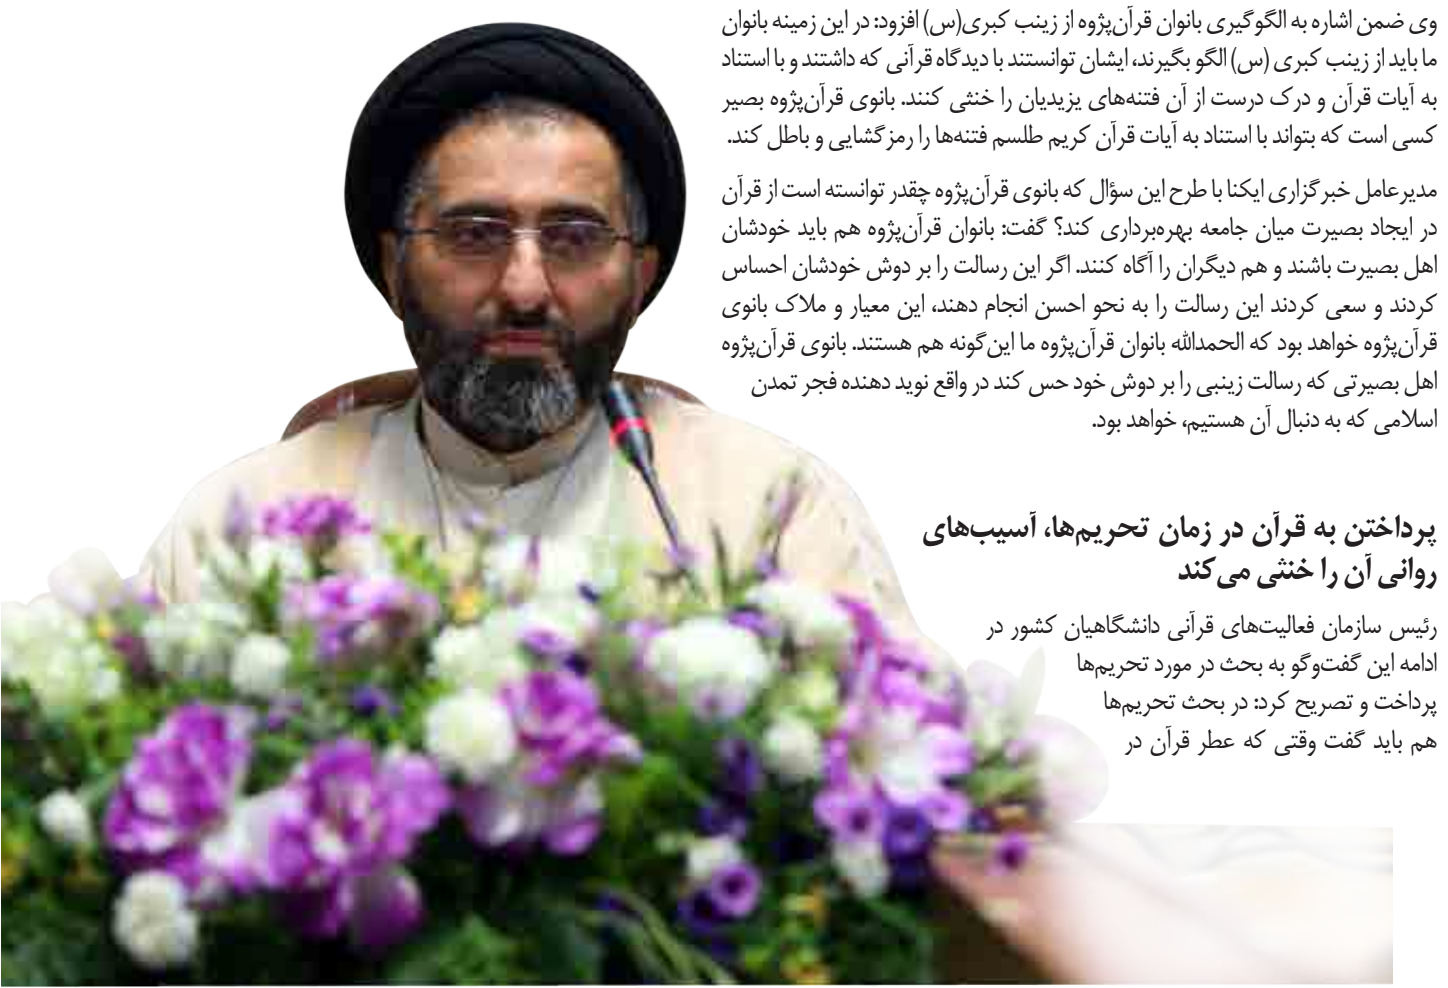 وی ضمن اشاره به الگوگیری بانوان قرآن‌پژوه از زینب کبری(س) افزود: در این زمینه بانوان
ما باید از زینب کبری (س) الگو بگیرند، ایشان توانستند با دیدگاه قرآنی که داشتند و با استناد
به آیات قرآن و درک درست از آن فتنه‌های یزیدیان را خنثی کنند. بانوی قرآن‌پژوه بصیر
کسی است که بتواند با استناد به آیات قرآن کریم طلسم فتنه‌ها را رمزگشایی و باطل کند.
مدیرعامل خبرگزاری ایکنا با طرح این سؤال که بانوی قرآن‌پژوه چقدر توانسته است از قرآن
در ایجاد بصیرت میان جامعه بهره‌برداری کند؟ گفت: بانوان قرآن‌پژوه هم باید خودشان
اهل بصیرت باشند و هم دیگران را آگاه کنند. اگر این رسالت را بر دوش خودشان احساس
کردند و سعی کردند این رسالت را به نحو احسن انجام دهند، این معیار و ملاک بانوی
قرآن‌پژوه خواهد بود که الحمدالله بانوان قرآن‌پژوه ما این‌گونه هم هستند. بانوی قرآن‌پژوه
اهل بصیرتی که رسالت زینبی را بر دوش خود حس کند در واقع نوید دهنده فجر تمدن
اسلامی که به دنبال آن هستیم، خواهد بود.
پرداختن به قرآن در زمان تحریم‌ها، آسیب‌های
روانی آن را خنثی می‌کند
رئیس سازمان فعالیت‌های قرآنی دانشگاهیان کشور در
ادامه این گفت‌وگو به بحث در مورد تحریم‌ها
پرداخت و تصریح کرد: در بحث تحریم‌ها
هم باید گفت وقتی که عطر قرآن در